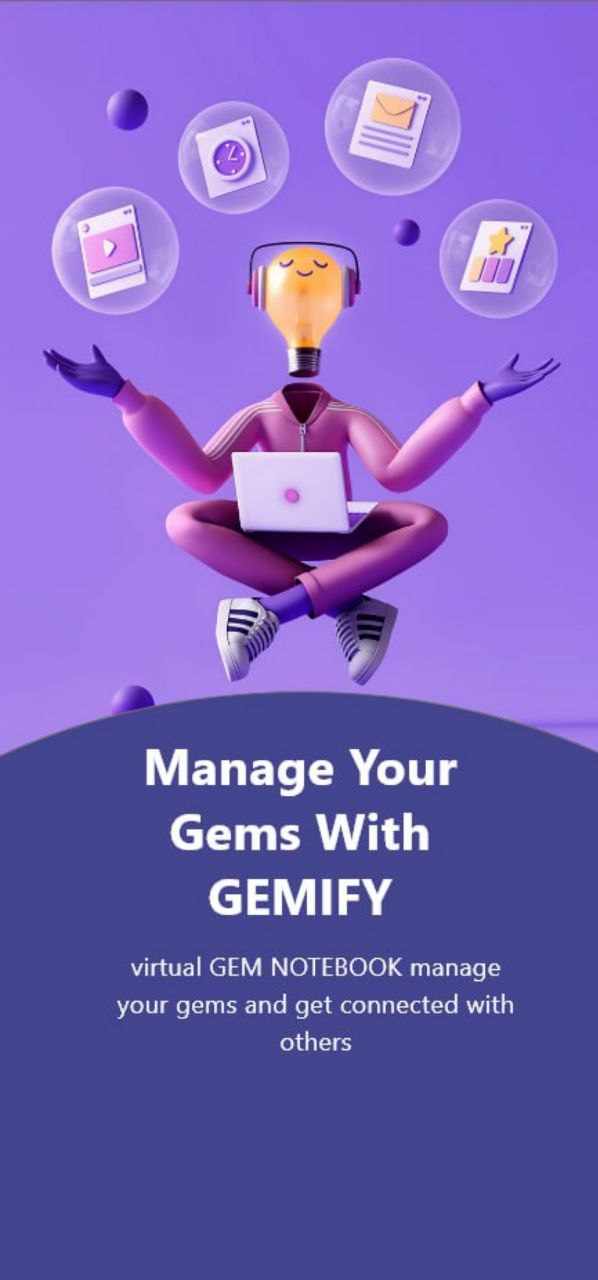 Manage Your
Gems With
GEMIFY
virtual GEM NOTEBOOK manage
your gems and get connected with
others